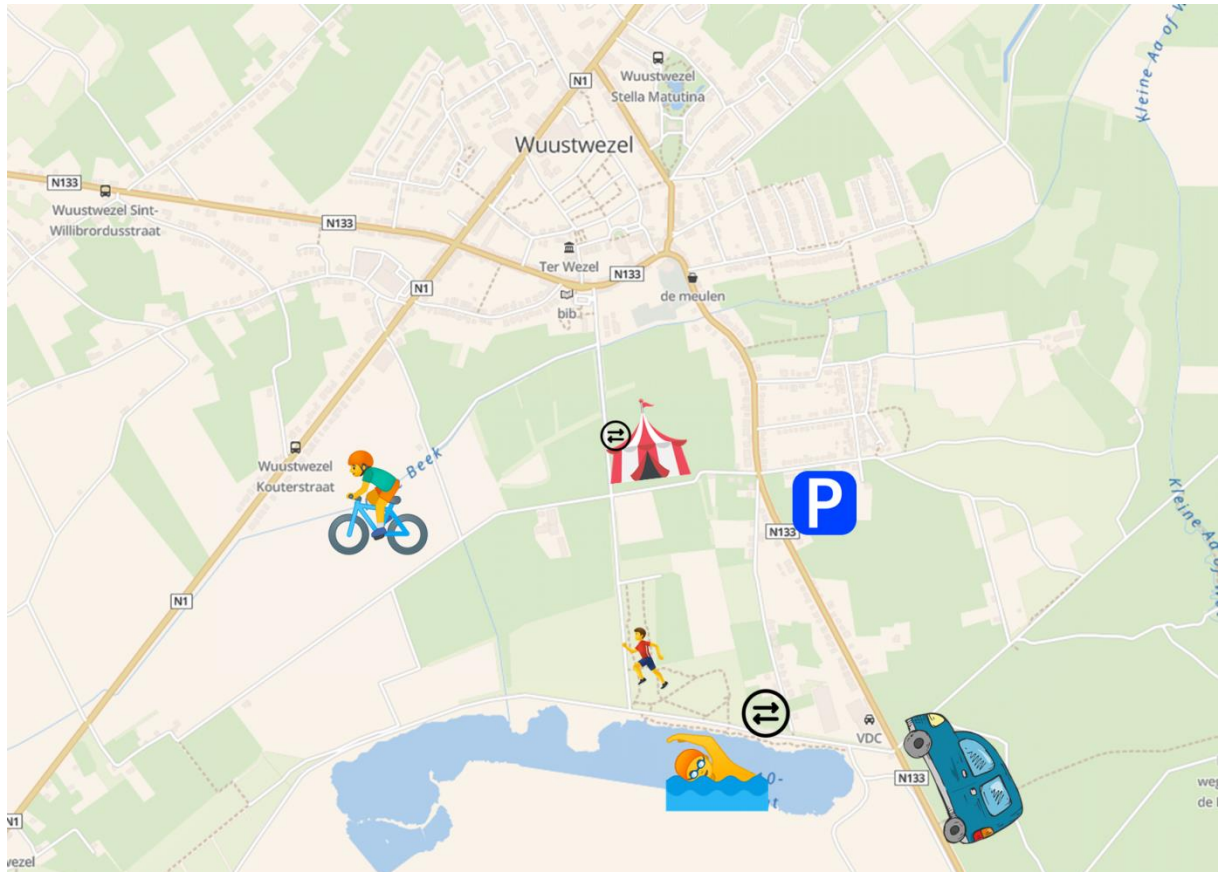 Kleine Aa of
Wuustwezel
Stella Matutina
N1
Wuustwezel
N133
Wuustwezel Sint-
Willibrordusstraat
N133
Ter Wezel
N133
N1
de meulen
bib
Wuustwezel
Kouterstraat
Beek
P
N133
Kleine Aa of
N1
VDC
N133
N1
wezel